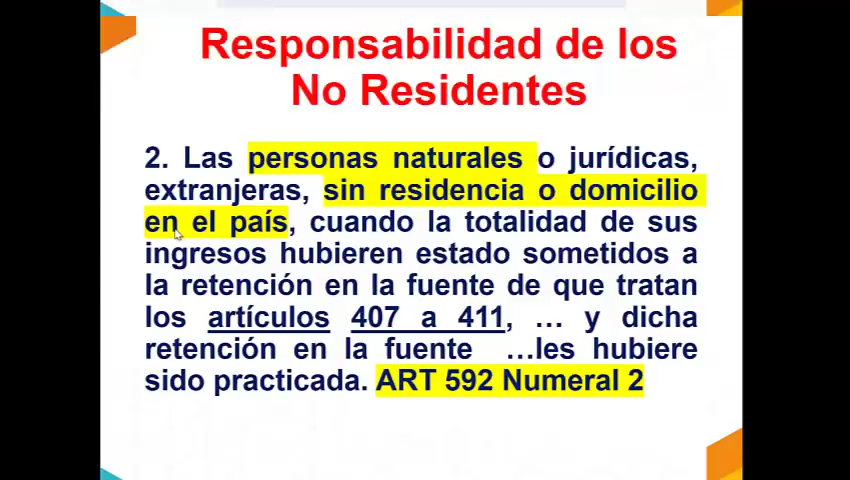 Responsabilidad de los
No Residentes
2. Las personas naturales o jurídicas,
extranjeras, sin residencia o domicilio
en el país, cuando la totalidad de sus
ingresos hubieren estado sometidos a
la retención en la fuente de que tratan
los artículos 407 a 411, … y dicha
retención en la fuente …les hubiere
sido practicada. ART 592 Numeral 2